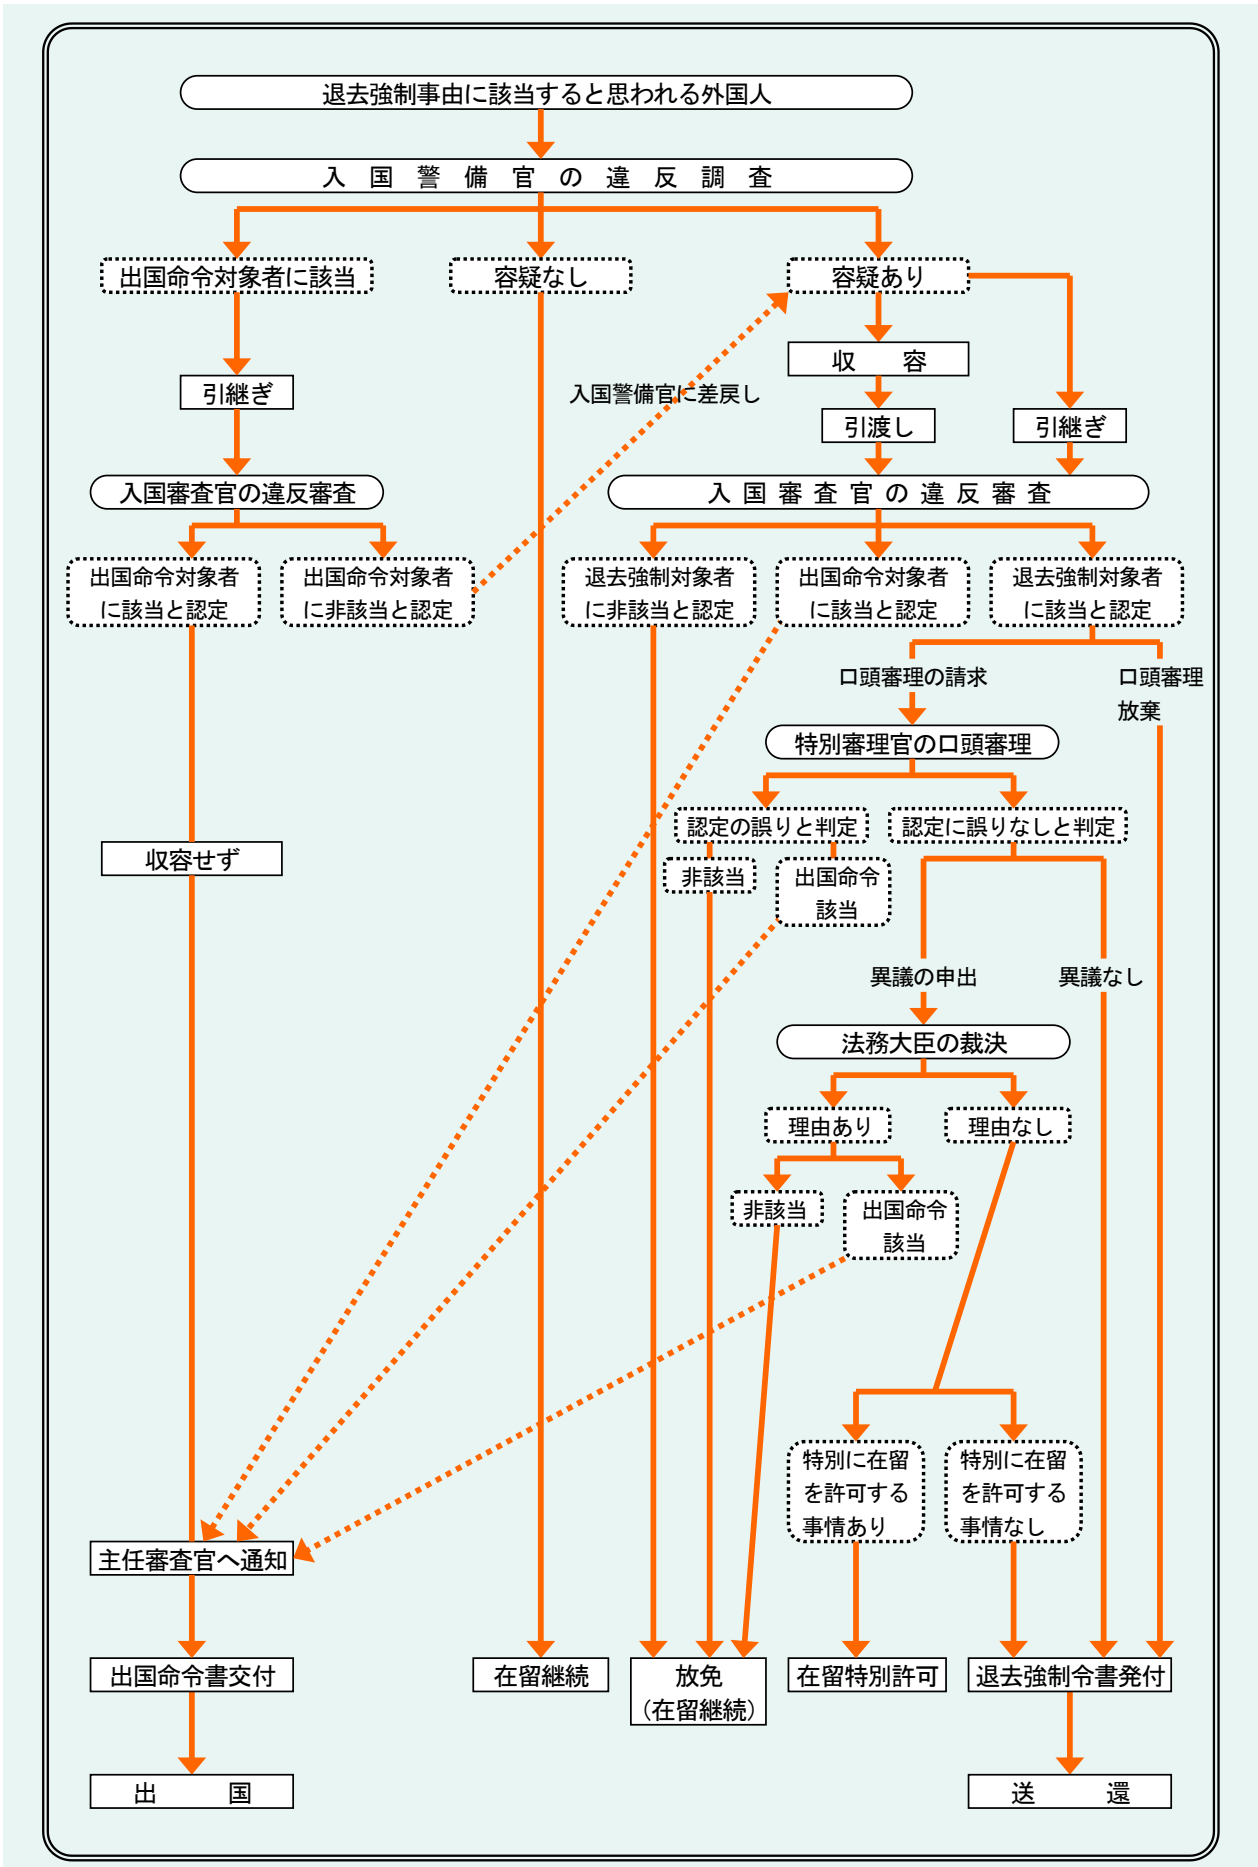 退去強制事由に該当すると思われる外国人
入国警備官の違反調査
出国命令対象者に該当
容疑なし
容疑あり
収 容
引継ぎ
入国警備官に差戻し
引渡し
引継ぎ
入国審査官の違反審査
入国審査官の違反審査
出国命令対象者
に該当と認定
出国命令対象者
に非該当と認定
退去強制対象者
に非該当と認定
出国命令対象者
に該当と認定
退去強制対象者
に該当と認定
口頭審理の請求
口頭審理
放棄
特別審理官の口頭審理
認定の誤りと判定
認定に誤りなしと判定
収容せず
非該当
出国命令
該当
異議の申出
異議なし
法務大臣の裁決
理由あり
理由なし
非該当
出国命令
該当
特別に在留
を許可する
事情あり
特別に在留
を許可する
事情なし
主任審査官へ通知
出国命令書交付
在留継続
放免
（在留継続）
在留特別許可
退去強制令書発付
出 国
送 還